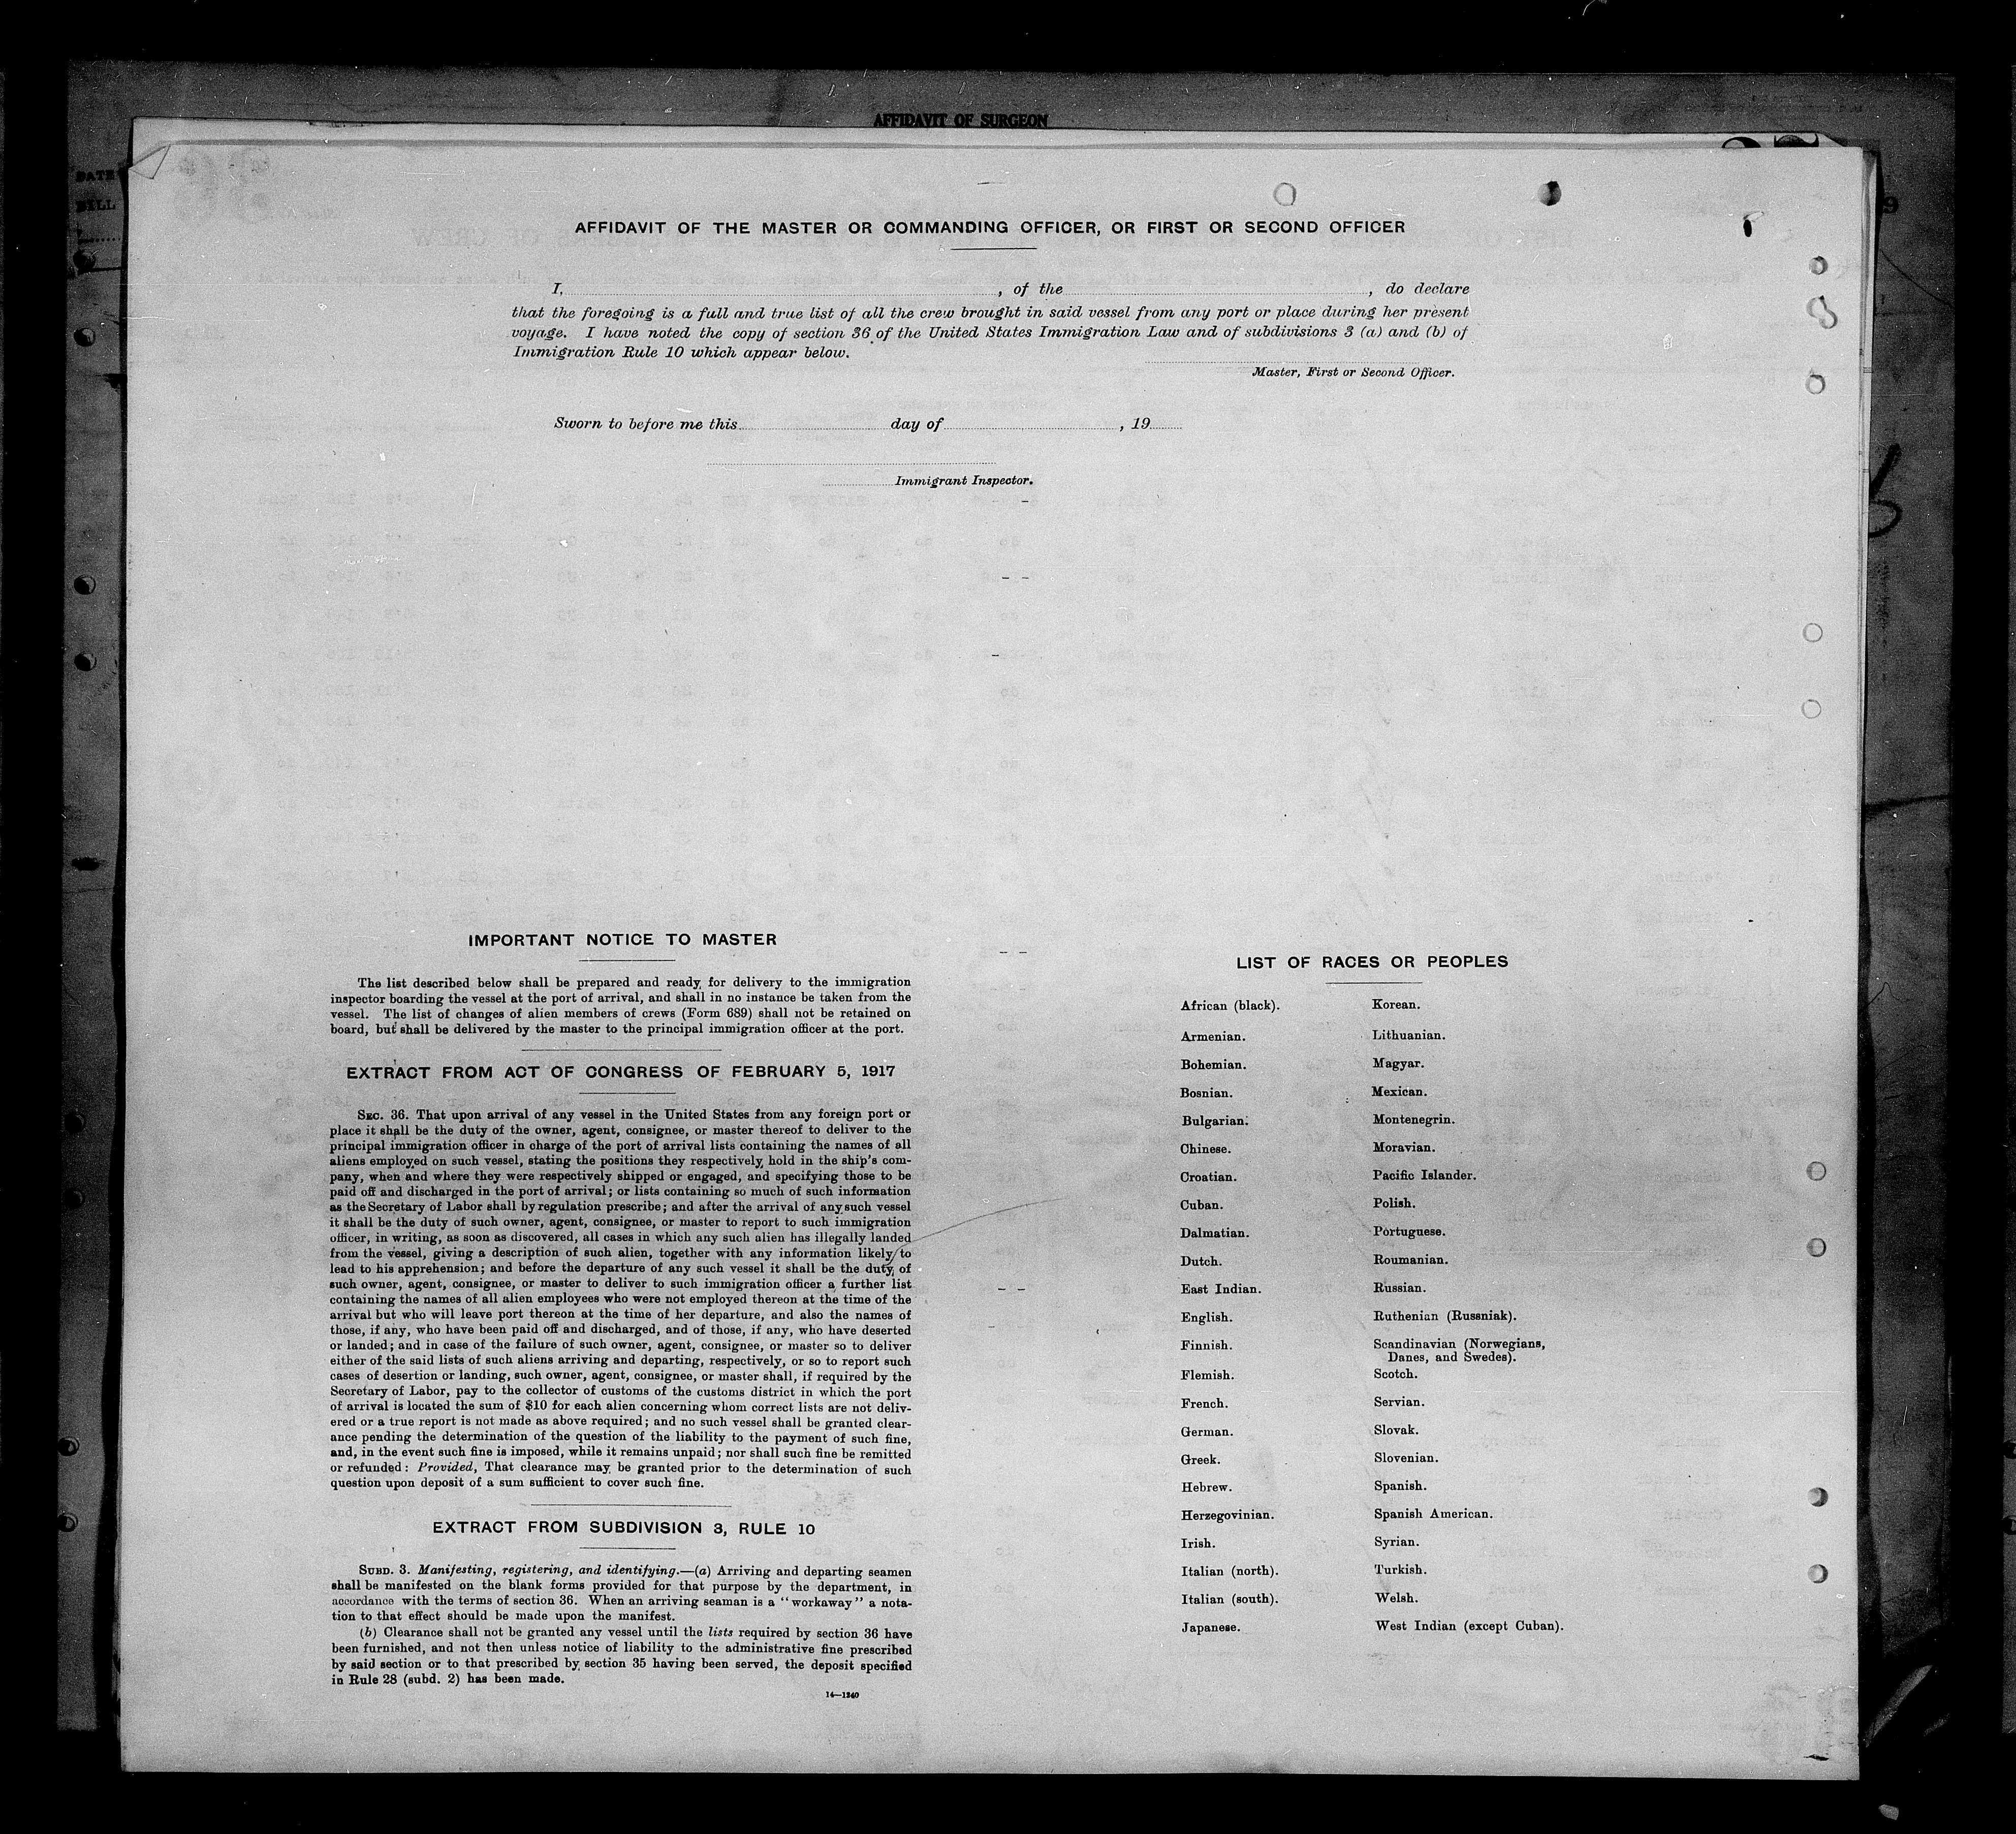 AFFIDAVIT OF SURGEON
DATE
BILL
9
AFFIDAVIT OF THE MASTER OR COMMANDING OFFICER, OR FIRST OR SECOND OFFICER
I, , of the , do declare
that the foregoing is a full and true list of all the crew brought in said vessel from any port or place during her present
voyage. I have noted the copy of section 36 of the United States Immigration Law and of subdivisions 3 (a) and (b) of
Immigration Rule 10 which appear below.
Master, First or Second Officer.
Sworn to before me this day of , 19
Immigrant Inspector.
IMPORTANT NOTICE TO MASTER
The list described below shall be prepared and ready for delivery to the immigration
inspector boarding the vessel at the port of arrival, and shall in no instance be taken from the
vessel. The list of changes of alien members of crews (Form 689) shall not be retained on
board, but shall be delivered by the master to the principal immigration officer at the port.
EXTRACT FROM ACT OF CONGRESS OF FEBRUARY 5, 1917
SEC. 36. That upon arrival of any vessel in the United States from any foreign port or
place it shall be the duty of the owner, agent, consignee, or master thereof to deliver to the
principal immigration officer in charge of the port of arrival lists containing the names of all
aliens employed on such vessel, stating the positions they respectively hold in the ship's com-
pany, when and where they were respectively shipped or engaged, and specifying those to be
paid off and discharged in the port of arrival; or lists containing so much of such information
as the Secretary of Labor shall by regulation prescribe; and after the arrival of any such vessel
it shall be the duty of such owner, agent, consignee, or master to report to such immigration
officer, in writing, as soon as discovered, all cases in which any such alien has illegally landed
from the vessel, giving a description of such alien, together with any information likely to
lead to his apprehension; and before the departure of any such vessel it shall be the duty of
such owner, agent, consignee, or master to deliver to such immigration officer a further list
containing the names of all alien employees who were not employed thereon at the time of the
arrival but who will leave port thereon at the time of her departure, and also the names of
those, if any, who have been paid off and discharged, and of those, if any, who have deserted
or landed; and in case of the failure of such owner, agent, consignee, or master so to deliver
either of the said lists of such aliens arriving and departing, respectively, or so to report such
cases of desertion or landing, such owner, agent, consignee, or master shall, if required by the
Secretary of Labor, pay to the collector of customs of the customs district in which the port
of arrival is located the sum of $10 for each alien concerning whom correct lists are not deliv-
ered or a true report is not made as above required; and no such vessel shall be granted clear-
ance pending the determination of the question of the liability to the payment of such fine,
and, in the event such fine is imposed, while it remains unpaid; nor shall such fine be remitted
or refunded: Provided, That clearance may be granted prior to the determination of such
question upon deposit of a sum sufficient to cover such fine.
EXTRACT FROM SUBDIVISION 3, RULE 10
SUBD. 3. Manifesting, registering, and identifying.—(a) Arriving and departing seamen
shall be manifested on the blank forms provided for that purpose by the department, in
accordance with the terms of section 36. When an arriving seaman is a "workaway" a nota-
tion to that effect should be made upon the manifest.
(b) Clearance shall not be granted any vessel until the lists required by section 36 have
been furnished, and not then unless notice of liability to the administrative fine prescribed
by said section or to that prescribed by section 35 having been served, the deposit specified
in Rule 28 (subd. 2) has been made.
14—1240
LIST OF RACES OR PEOPLES
African (black).
Armenian.
Bohemian.
Bosnian.
Bulgarian.
Chinese.
Croatian.
Cuban.
Dalmatian.
Dutch.
East Indian.
English.
Finnish.
Flemish.
French.
German.
Greek.
Hebrew.
Herzegovinian.
Irish.
Italian (north).
Italian (south).
Japanese.
Korean.
Lithuanian.
Magyar.
Mexican.
Montenegrin.
Moravian.
Pacific Islander.
Polish.
Portuguese.
Roumanian.
Russian.
Ruthenian (Russniak).
Scandinavian (Norwegians,
Danes, and Swedes).
Scotch.
Servian.
Slovak.
Slovenian.
Spanish.
Spanish American.
Syrian.
Turkish.
Welsh.
West Indian (except Cuban).